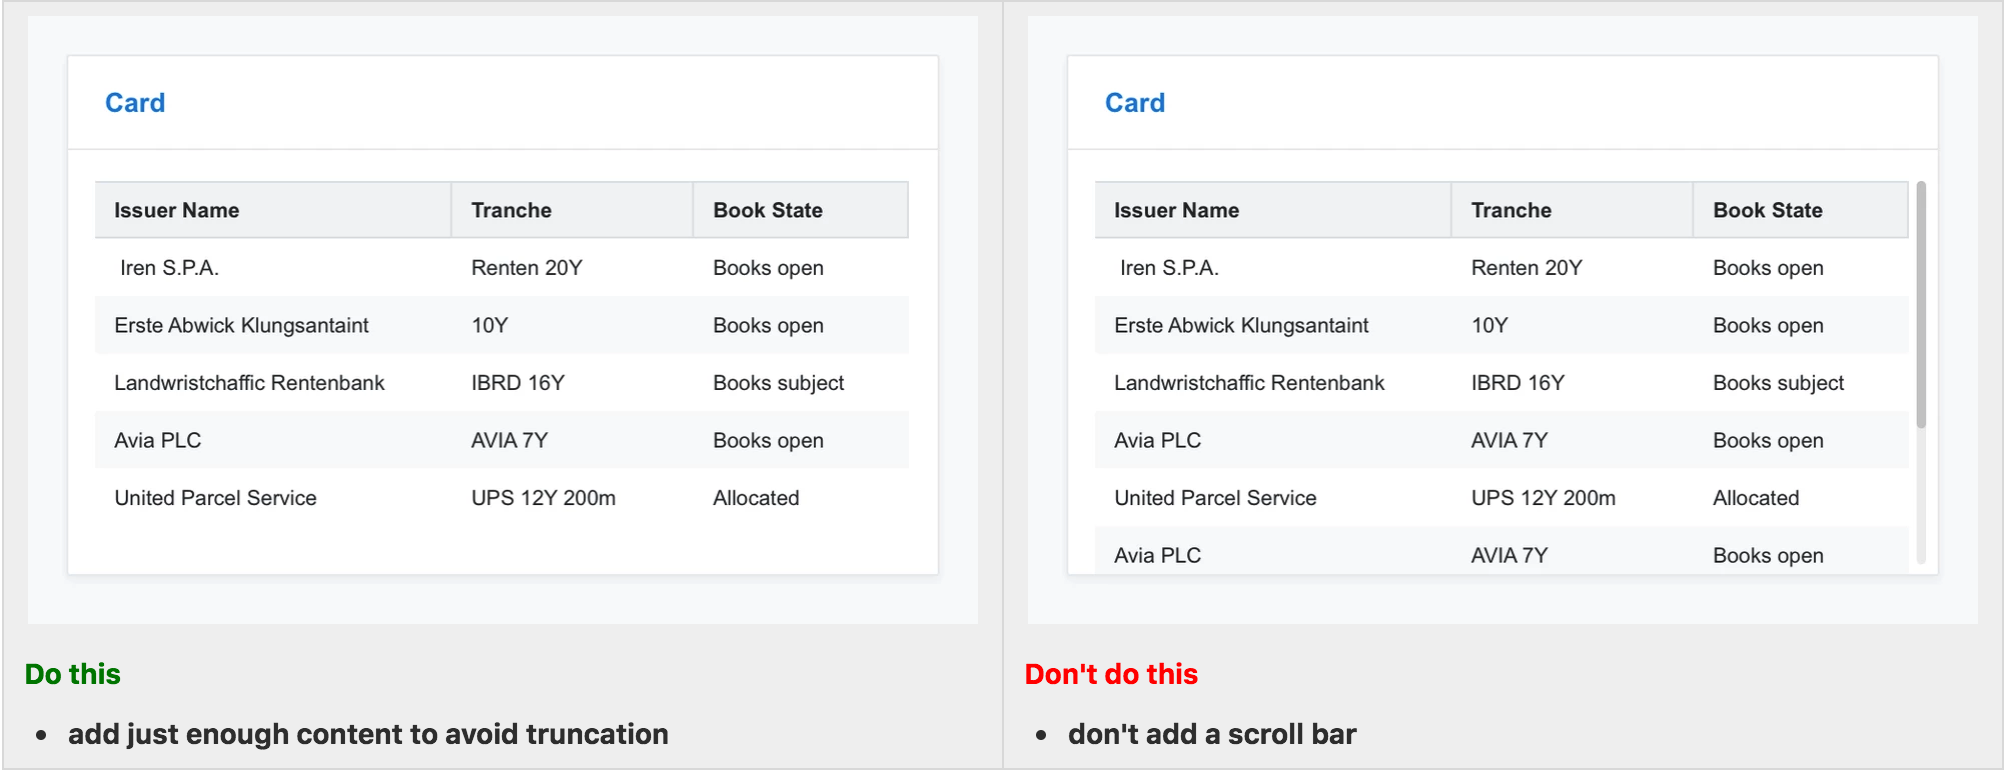 Card
Issuer Name Tranche Book State
Iren S.P.A. Renten 20Y Books open
Erste Abwick Klungsantaint 10Y Books open
Landwristchaffic Rentenbank IBRD 16Y Books subject
Avia PLC AVIA 7Y Books open
United Parcel Service UPS 12Y 200m Allocated
Do this
• add just enough content to avoid truncation
Card
Issuer Name Tranche Book State
Iren S.P.A. Renten 20Y Books open
Erste Abwick Klungsantaint 10Y Books open
Landwristchaffic Rentenbank IBRD 16Y Books subject
Avia PLC AVIA 7Y Books open
United Parcel Service UPS 12Y 200m Allocated
Avia PLC AVIA 7Y Books open
Don't do this
• don't add a scroll bar